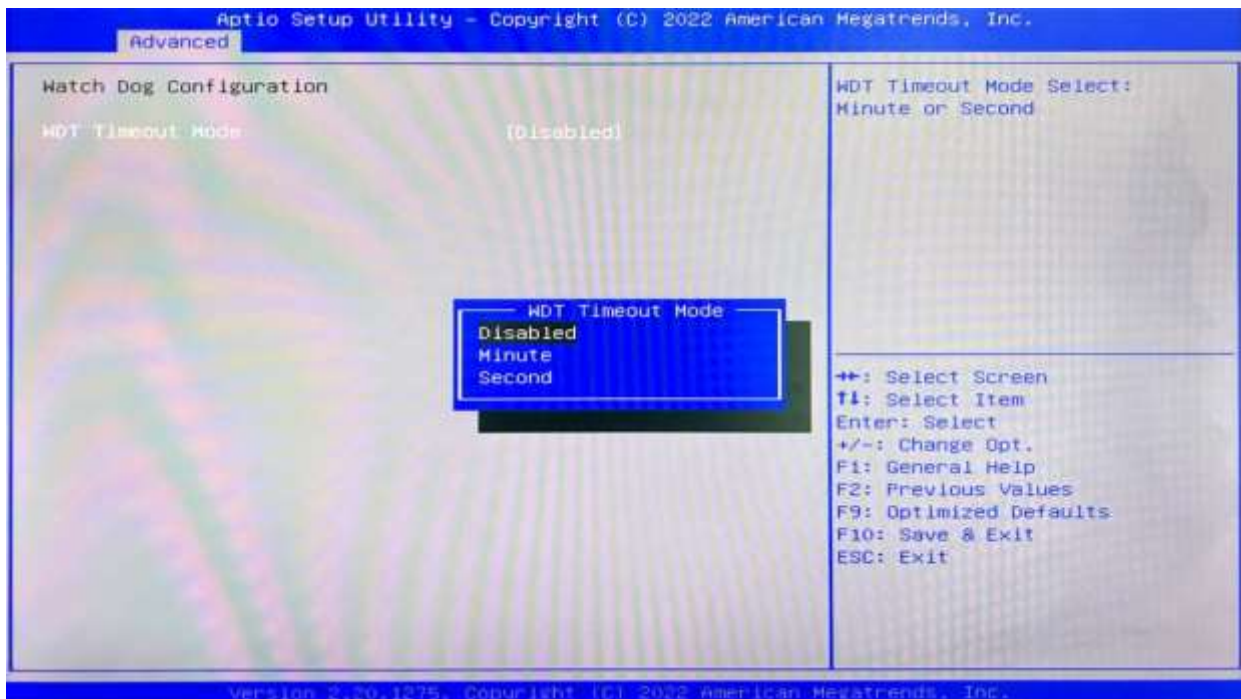 Aptio Setup Utility – Copyright (C) 2022 American Megatrends, Inc.
Advanced
Watch Dog Configuration
WDT Timeout Mode [Disabled]
WDT Timeout Mode Select:
Minute or Second
WDT Timeout Mode
Disabled
Minute
Second
→←: Select Screen
↑↓: Select Item
Enter: Select
+/-: Change Opt.
F1: General Help
F2: Previous Values
F9: Optimized Defaults
F10: Save & Exit
ESC: Exit
Version 2.20.1275. Copyright (C) 2022 American Megatrends, Inc.